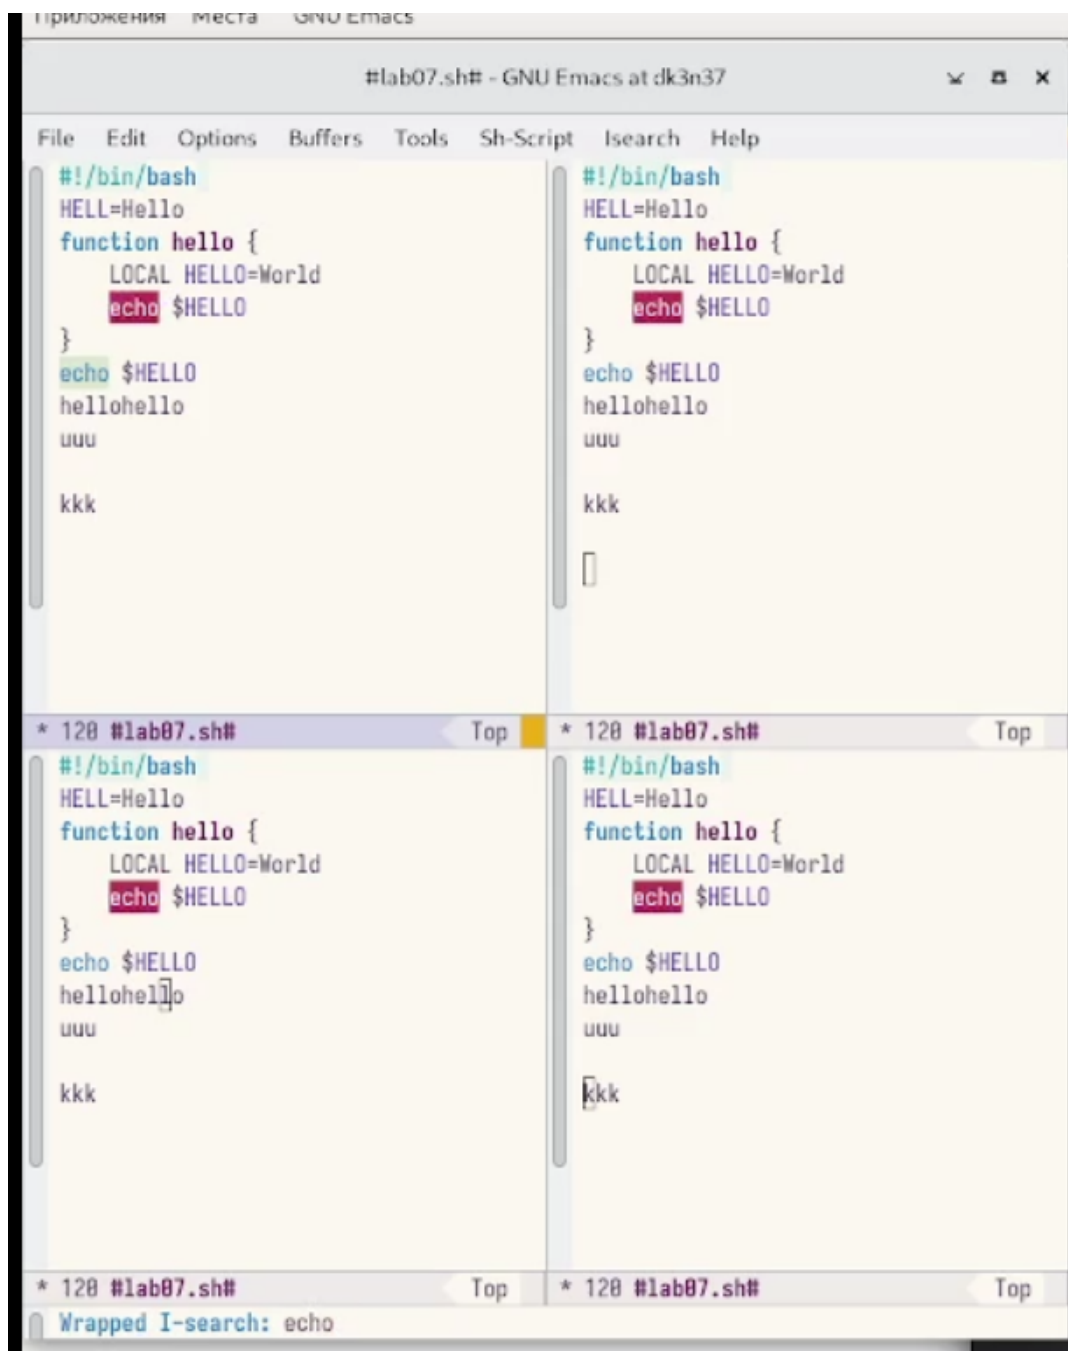 Приложения Места GNU Emacs
#lab07.sh# - GNU Emacs at dk3n37
File Edit Options Buffers Tools Sh-Script Isearch Help
#!/bin/bash
HELL=Hello
function hello {
    LOCAL HELLO=World
    echo $HELLO
}
echo $HELLO
hellohello
uuu
kkk
* 120 #lab07.sh# Top
#!/bin/bash
HELL=Hello
function hello {
    LOCAL HELLO=World
    echo $HELLO
}
echo $HELLO
hellohello
uuu
kkk
* 120 #lab07.sh# Top
#!/bin/bash
HELL=Hello
function hello {
    LOCAL HELLO=World
    echo $HELLO
}
echo $HELLO
hellohello
uuu
kkk
* 120 #lab07.sh# Top
#!/bin/bash
HELL=Hello
function hello {
    LOCAL HELLO=World
    echo $HELLO
}
echo $HELLO
hellohello
uuu
kkk
* 120 #lab07.sh# Top
Wrapped I-search: echo